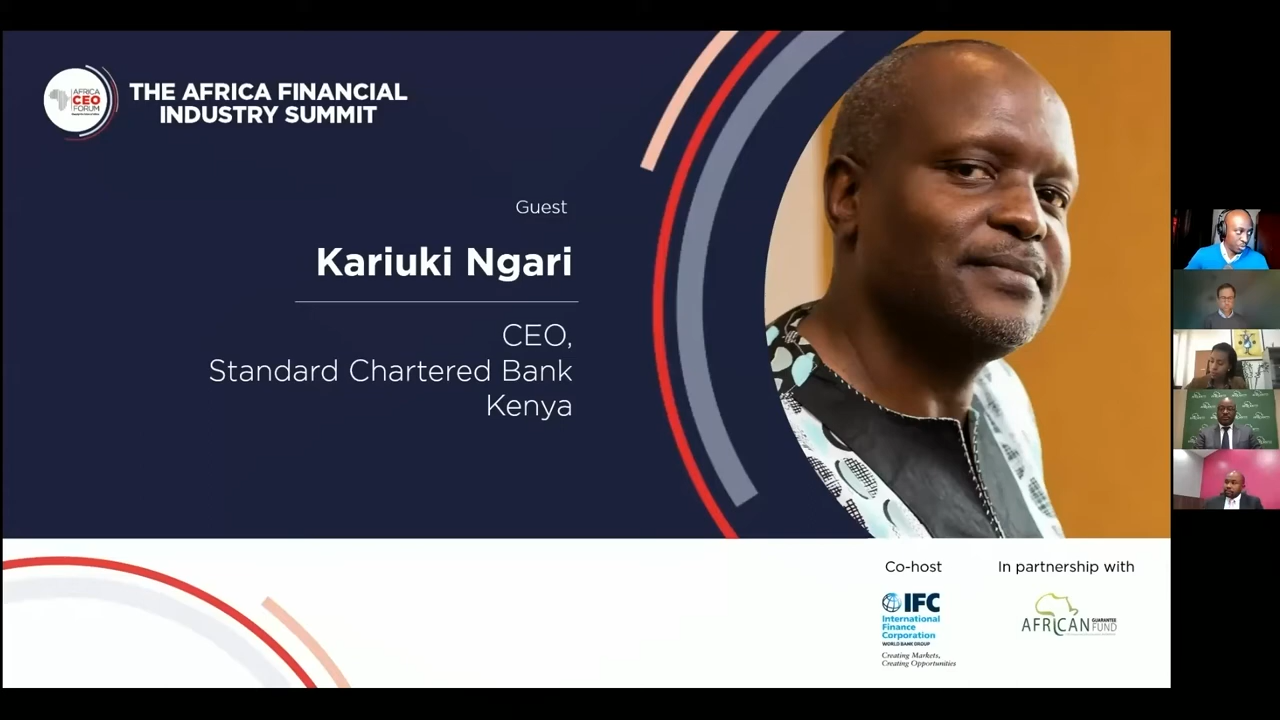 AFRICA
CEO
FORUM
THE AFRICA FINANCIAL
INDUSTRY SUMMIT
Guest
Kariuki Ngari
CEO,
Standard Chartered Bank
Kenya
Co-host
In partnership with
IFC
International
Finance
Corporation
WORLD BANK GROUP
Creating Markets,
Creating Opportunities
AFRICAN GUARANTEE
FUND